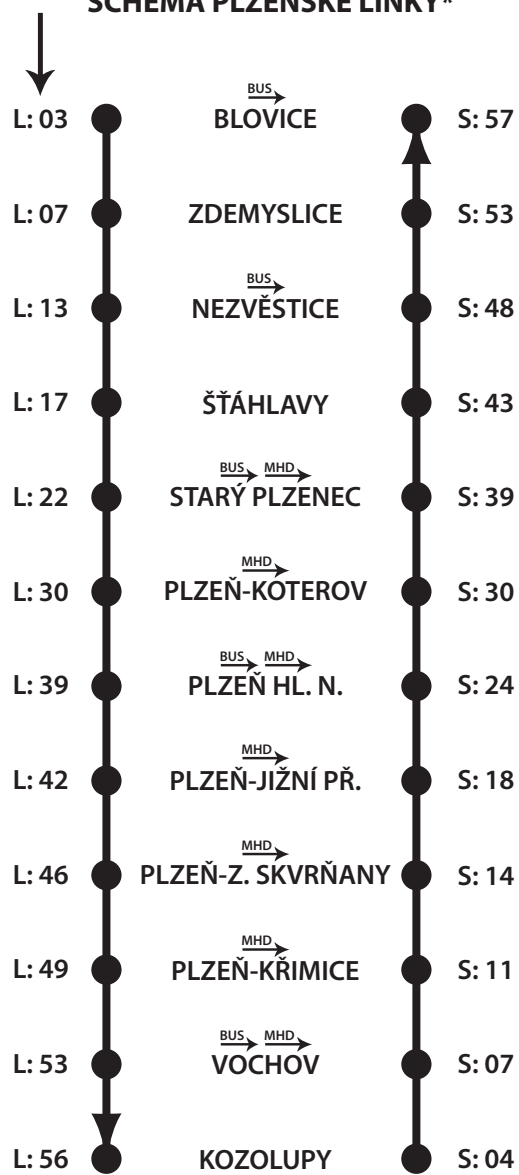 SCHÉMA PLZEŇSKÉ LINKY*
BUS
L: 03 BLOVICE S: 57
L: 07 ZDEMYSLICE S: 53
BUS
L: 13 NEZVĚSTICE S: 48
L: 17 ŠŤÁHLAVY S: 43
BUS MHD
L: 22 STARÝ PLZENEC S: 39
MHD
L: 30 PLZEŇ-KOTEROV S: 30
BUS MHD
L: 39 PLZEŇ HL. N. S: 24
MHD
L: 42 PLZEŇ-JIŽNÍ PŘ. S: 18
MHD
L: 46 PLZEŇ-Z. SKVRŇANY S: 14
MHD
L: 49 PLZEŇ-KŘIMICE S: 11
BUS MHD
L: 53 VOCHOV S: 07
L: 56 KOZOLUPY S: 04